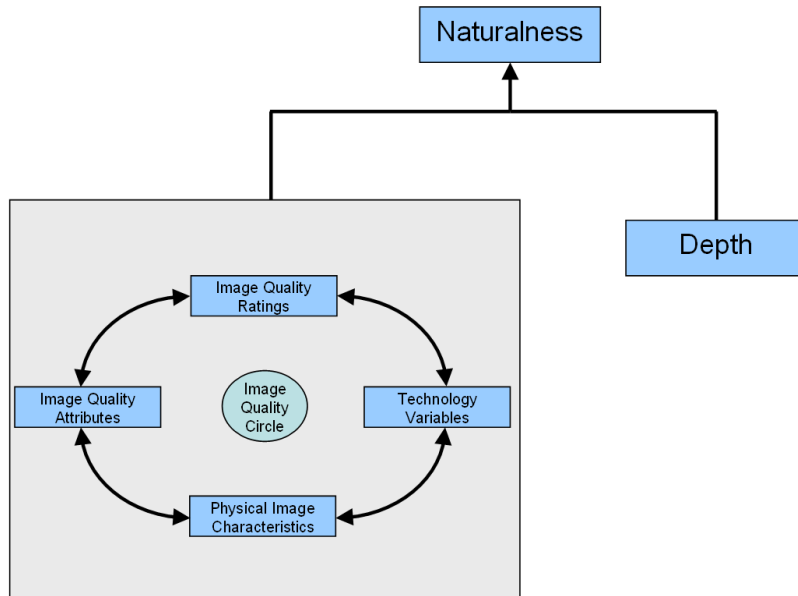 Naturalness
Depth
Image Quality
Ratings
Image Quality
Attributes
Image
Quality
Circle
Technology
Variables
Physical Image
Characteristics